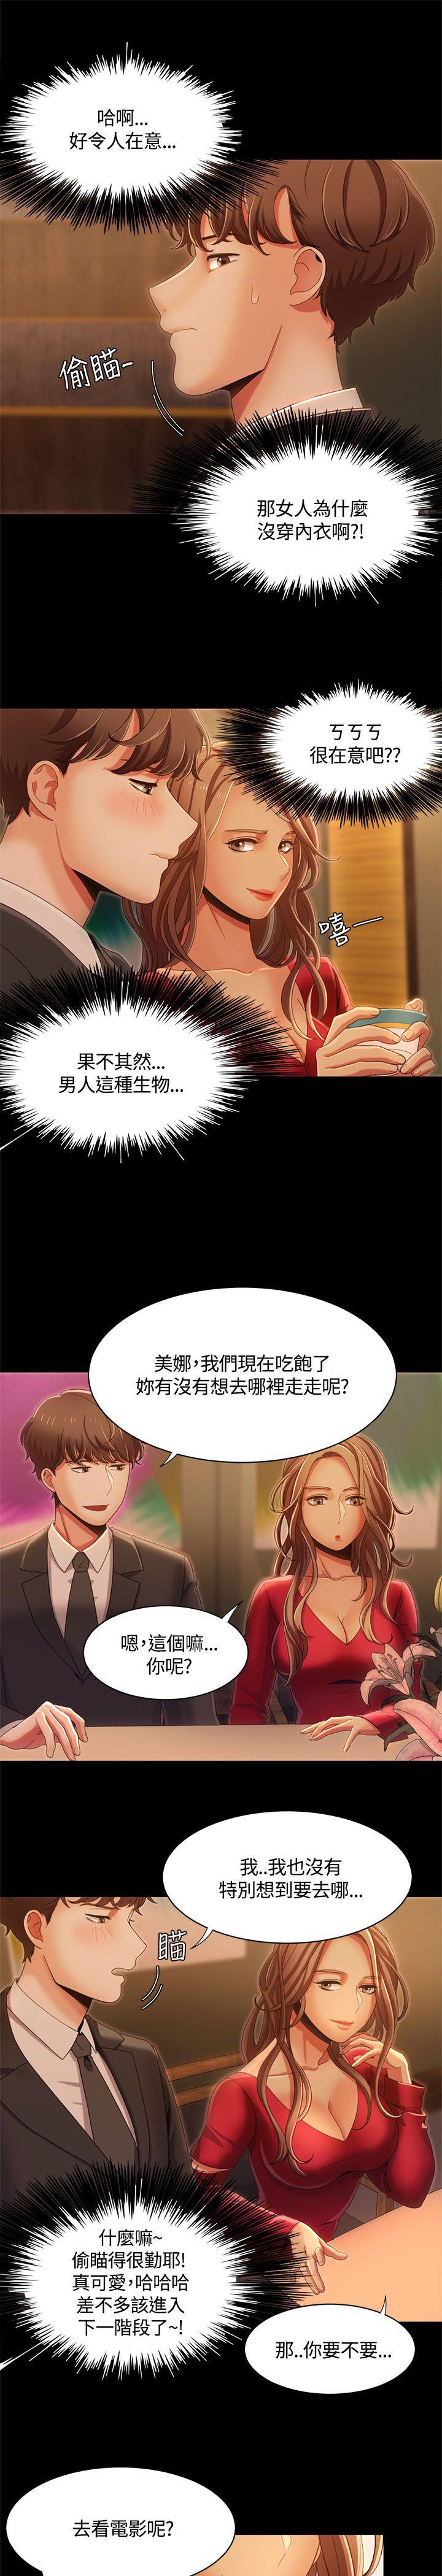 哈啊...
好令人在意...
偷瞄-
那女人為什麼
沒穿內衣啊?!
ㄎㄎㄎ
很在意吧??
嘻—
果不其然...
男人這種生物...
美娜,我們現在吃飽了
妳有沒有想去哪裡走走呢?
嗯,這個嘛...
你呢?
我..我也沒有
特別想到要去哪...
瞄
什麼嘛~
偷瞄得很勤耶!
真可愛,哈哈哈
差不多該進入
下一階段了~!
那..你要不要...
去看電影呢?